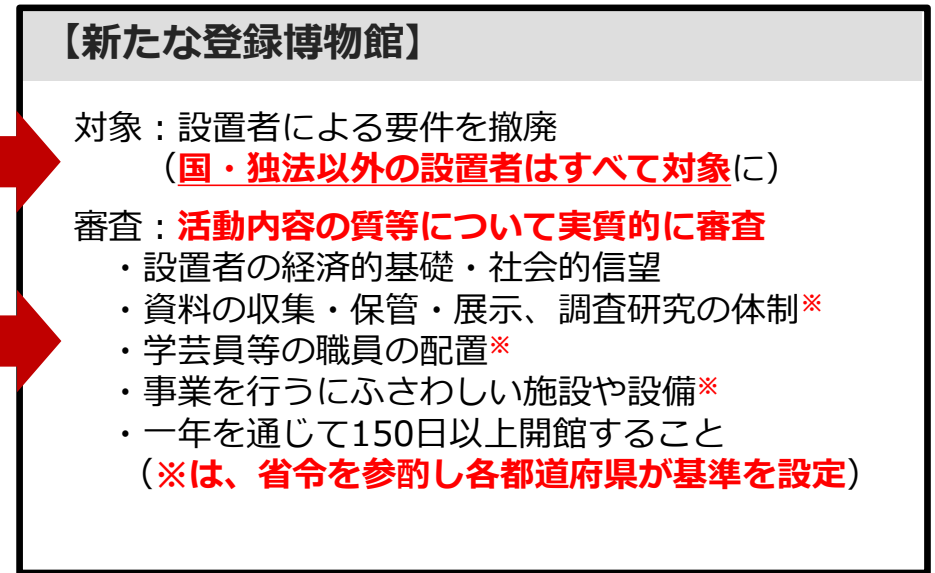 【新たな登録博物館】
対象：設置者による要件を撤廃
（国・独法以外の設置者はすべて対象に）
審査：活動内容の質等について実質的に審査
・設置者の経済的基礎・社会的信望
・資料の収集・保管・展示、調査研究の体制※
・学芸員等の職員の配置※
・事業を行うにふさわしい施設や設備※
・一年を通じて150日以上開館すること
（※は、省令を参酌し各都道府県が基準を設定）